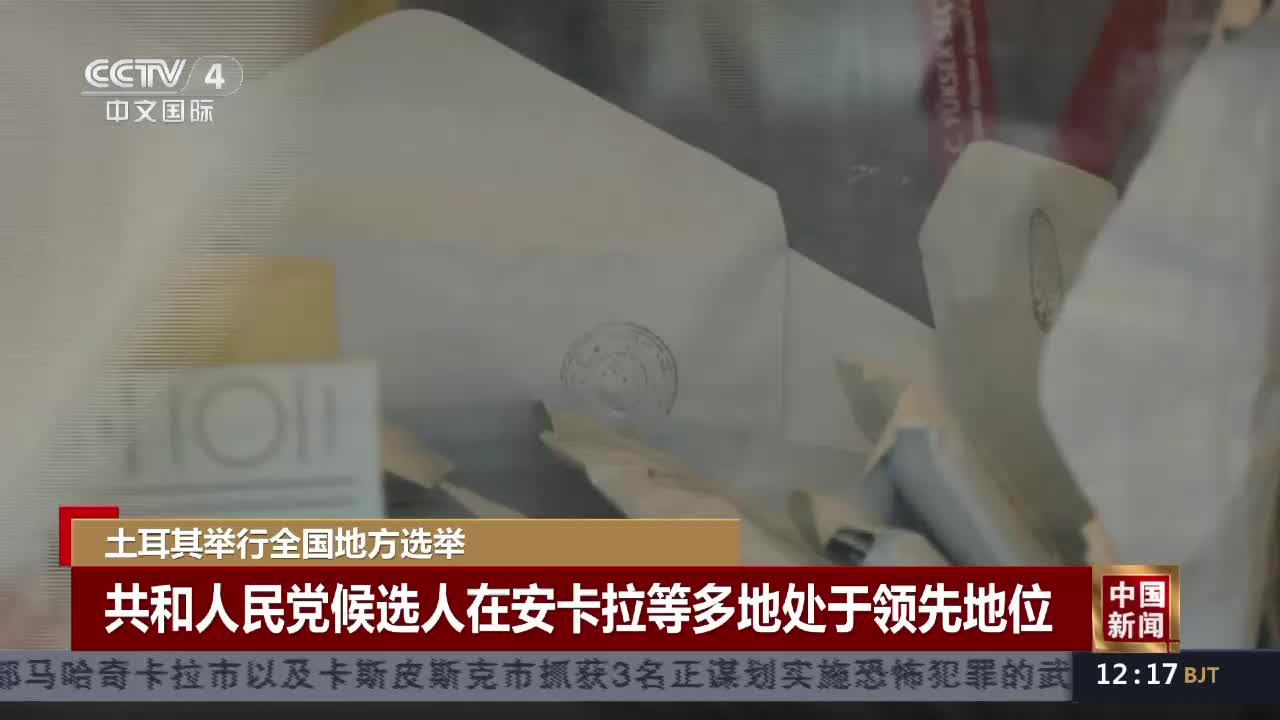 CCTV 4
中文国际
C. YÜKSEK SEÇ
土耳其举行全国地方选举
共和人民党候选人在安卡拉等多地处于领先地位
中国
新闻
都马哈奇卡拉市以及卡斯皮斯克市抓获3名正谋划实施恐怖犯罪的武
12:17 BJT